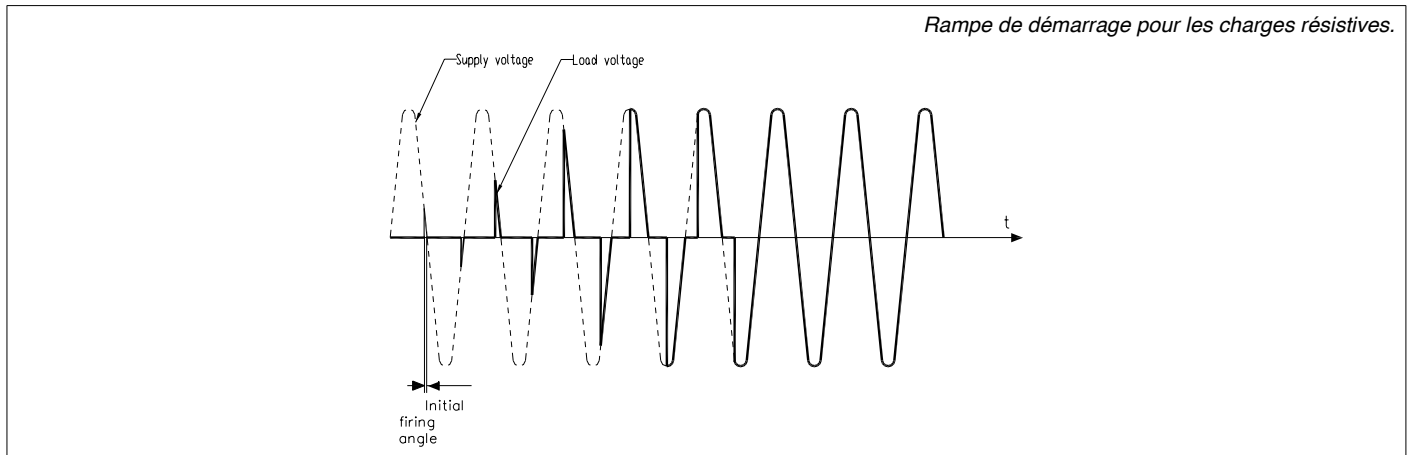 Rampe de démarrage pour les charges résistives.
Supply voltage
Load voltage
t
Initial
firing
angle